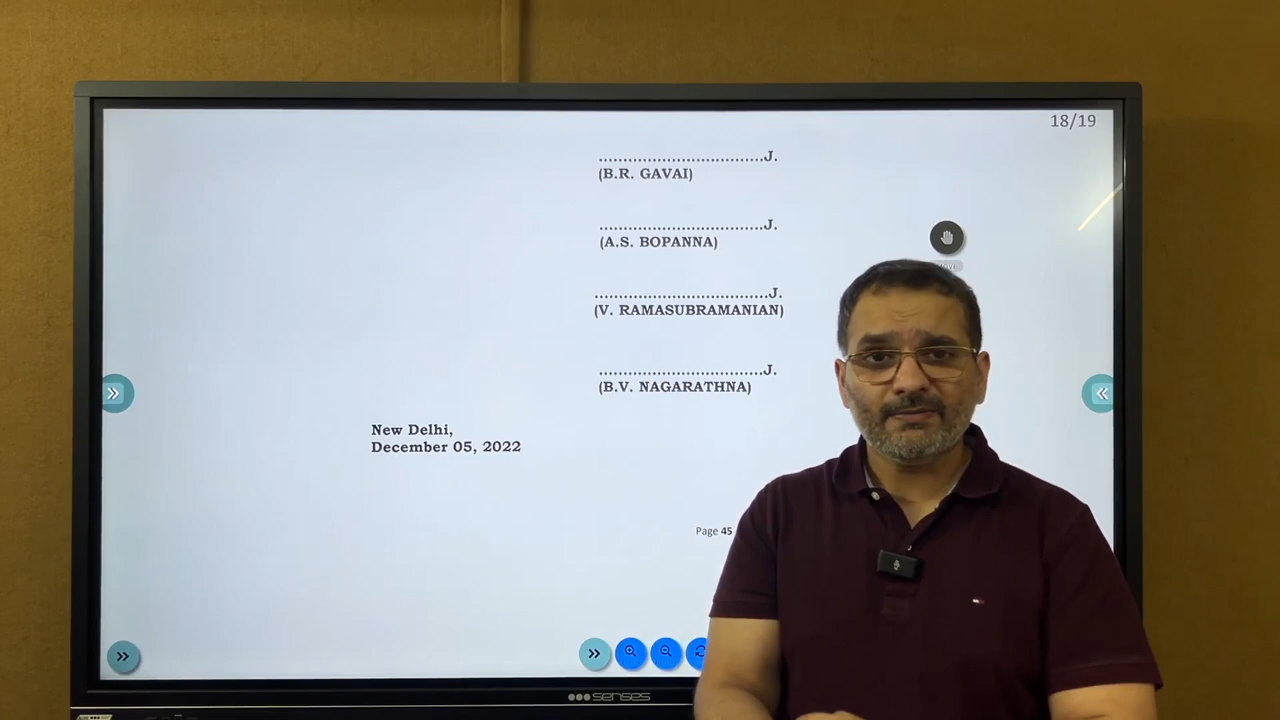 18/19
..................................J.
(B.R. GAVAI)
..................................J.
(A.S. BOPANNA)
....................................J.
(V. RAMASUBRAMANIAN)
..................................J.
(B.V. NAGARATHNA)
New Delhi,
December 05, 2022
Page 45
senses